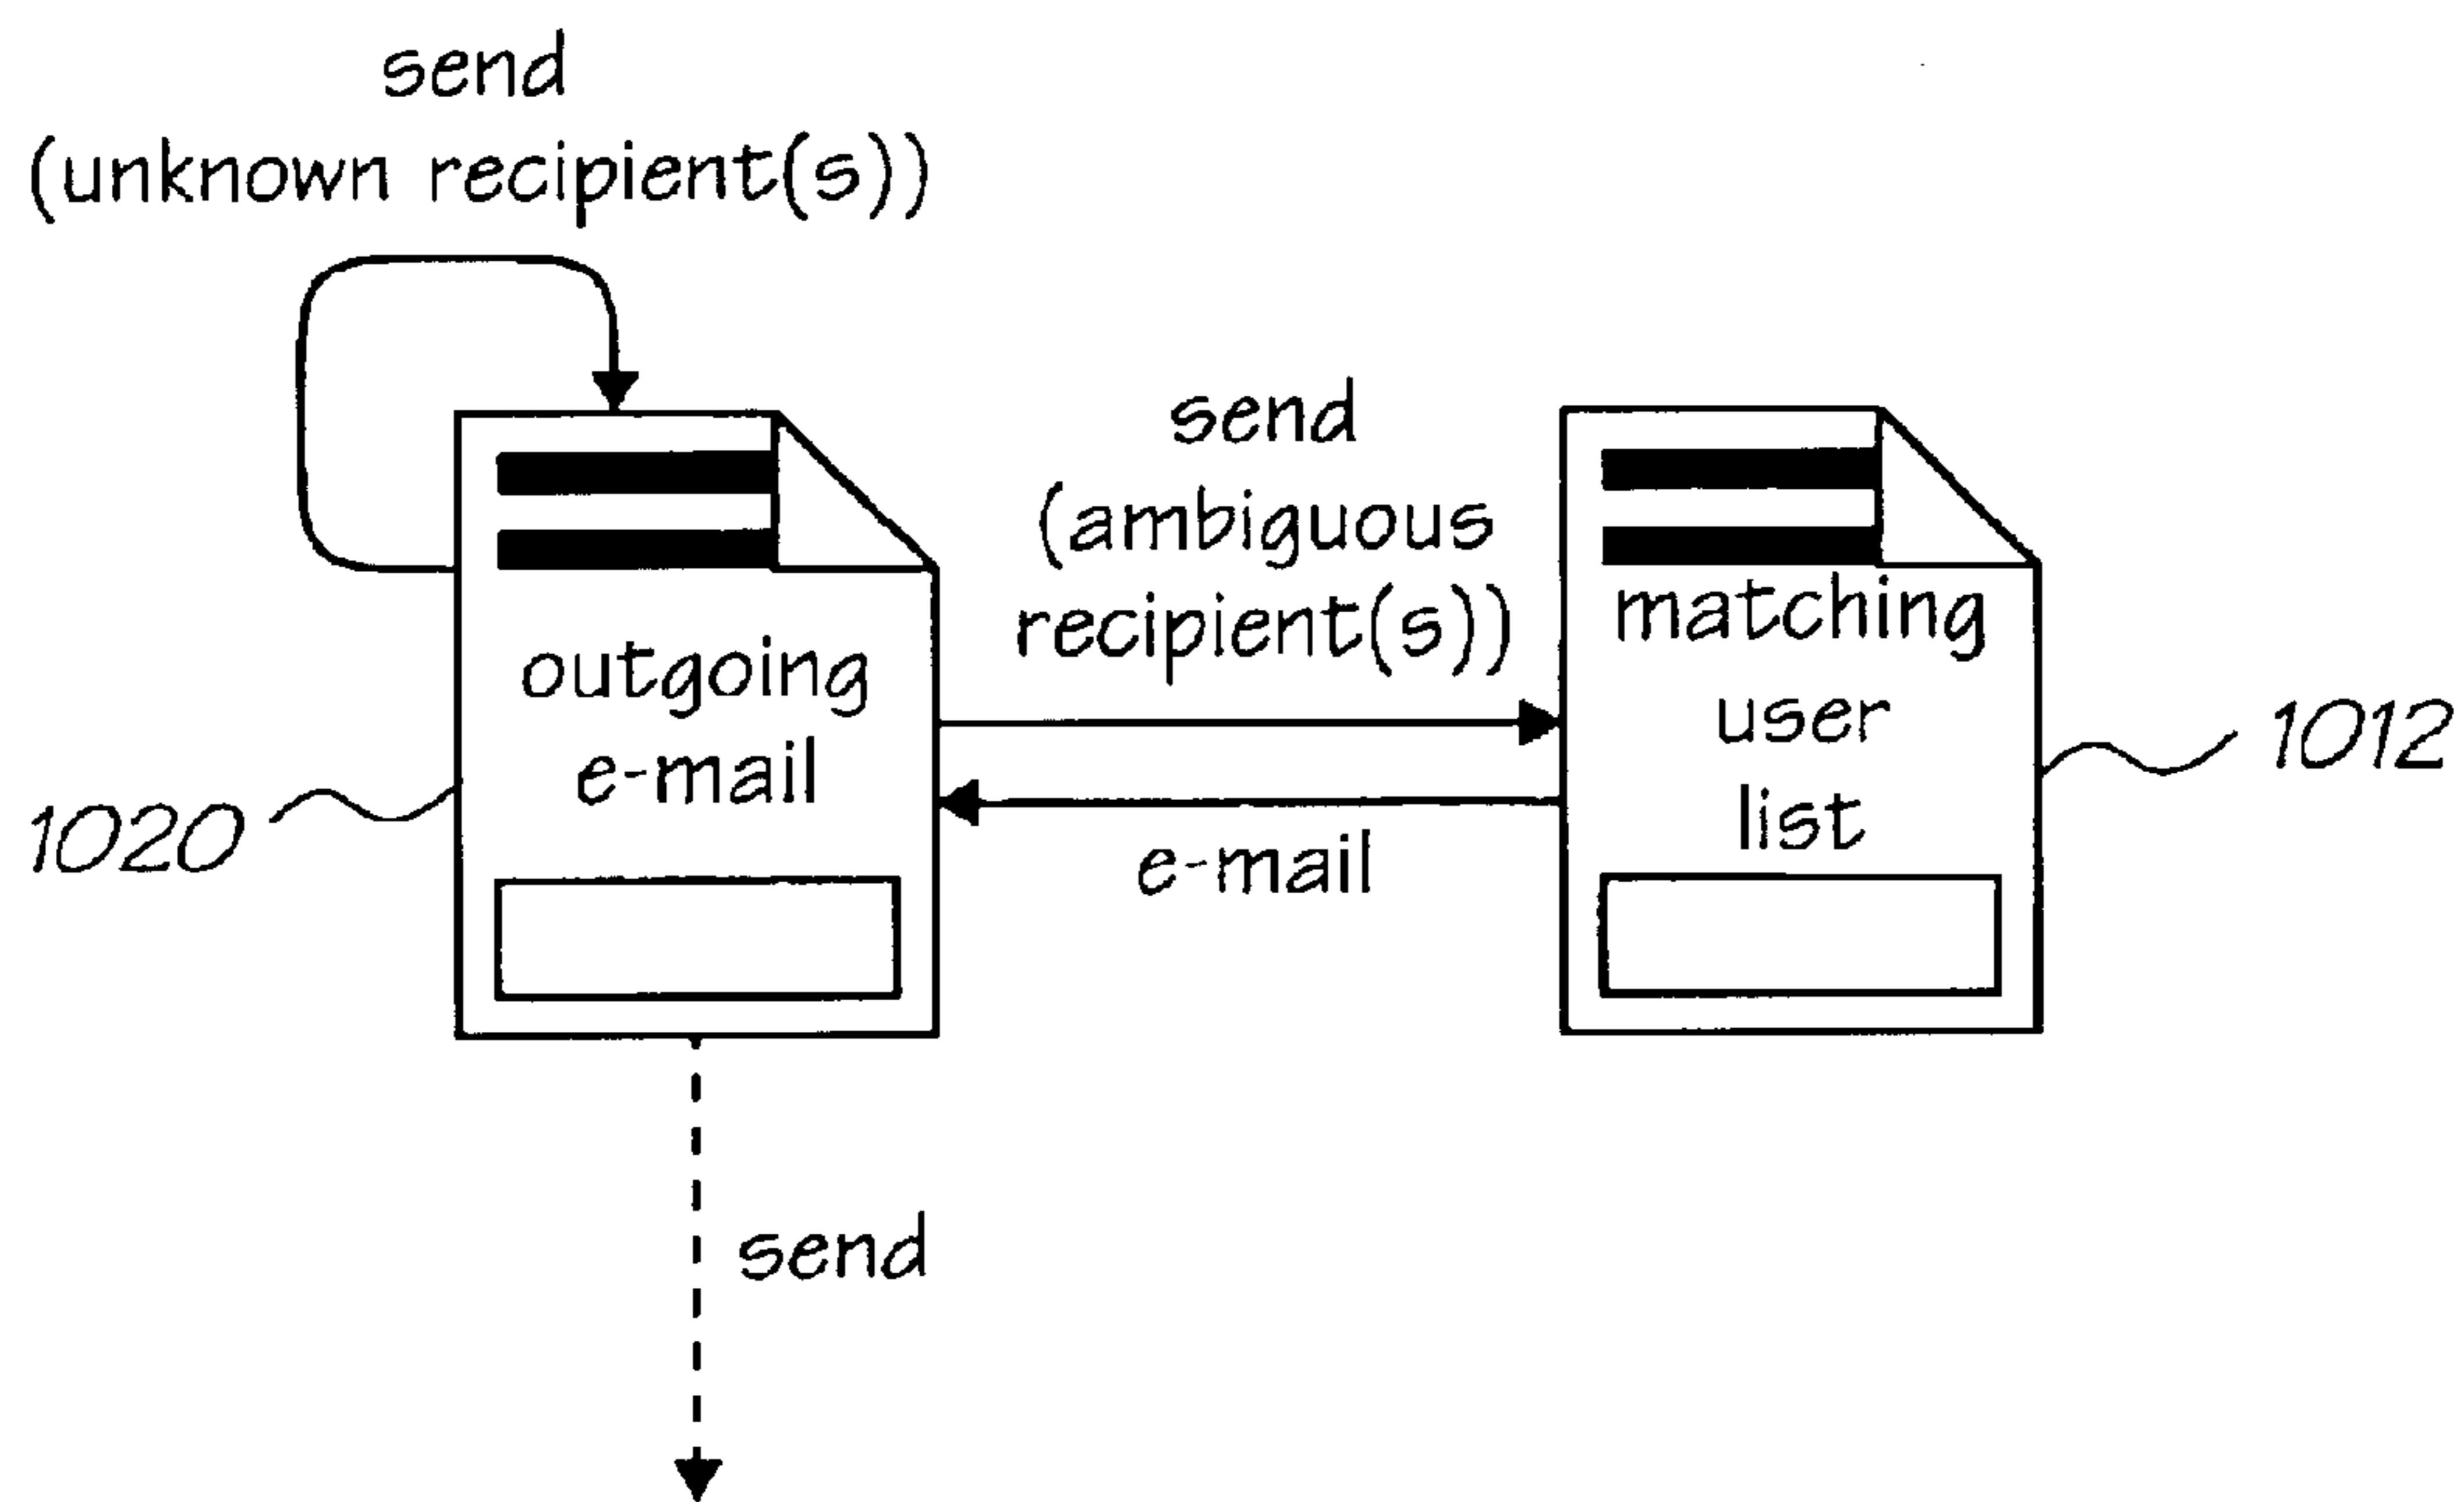 send
(unknown recipient(s))
send
(ambiguous
recipient(s))
outgoing
e-mail
1020
e-mail
matching
user
list
1012
send